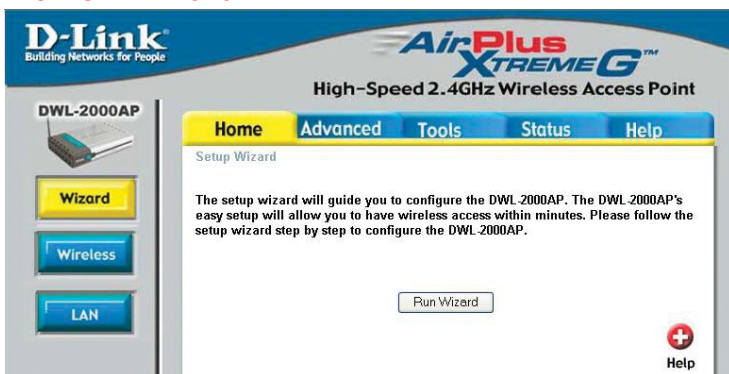 D-Link
Building Networks for People
AirPlus
XTREME G™
High-Speed 2.4GHz Wireless Access Point
DWL-2000AP
Home Advanced Tools Status Help
Setup Wizard
Wizard
The setup wizard will guide you to configure the DWL-2000AP. The DWL-2000AP's
easy setup will allow you to have wireless access within minutes. Please follow the
setup wizard step by step to configure the DWL-2000AP.
Wireless
LAN
Run Wizard
Help